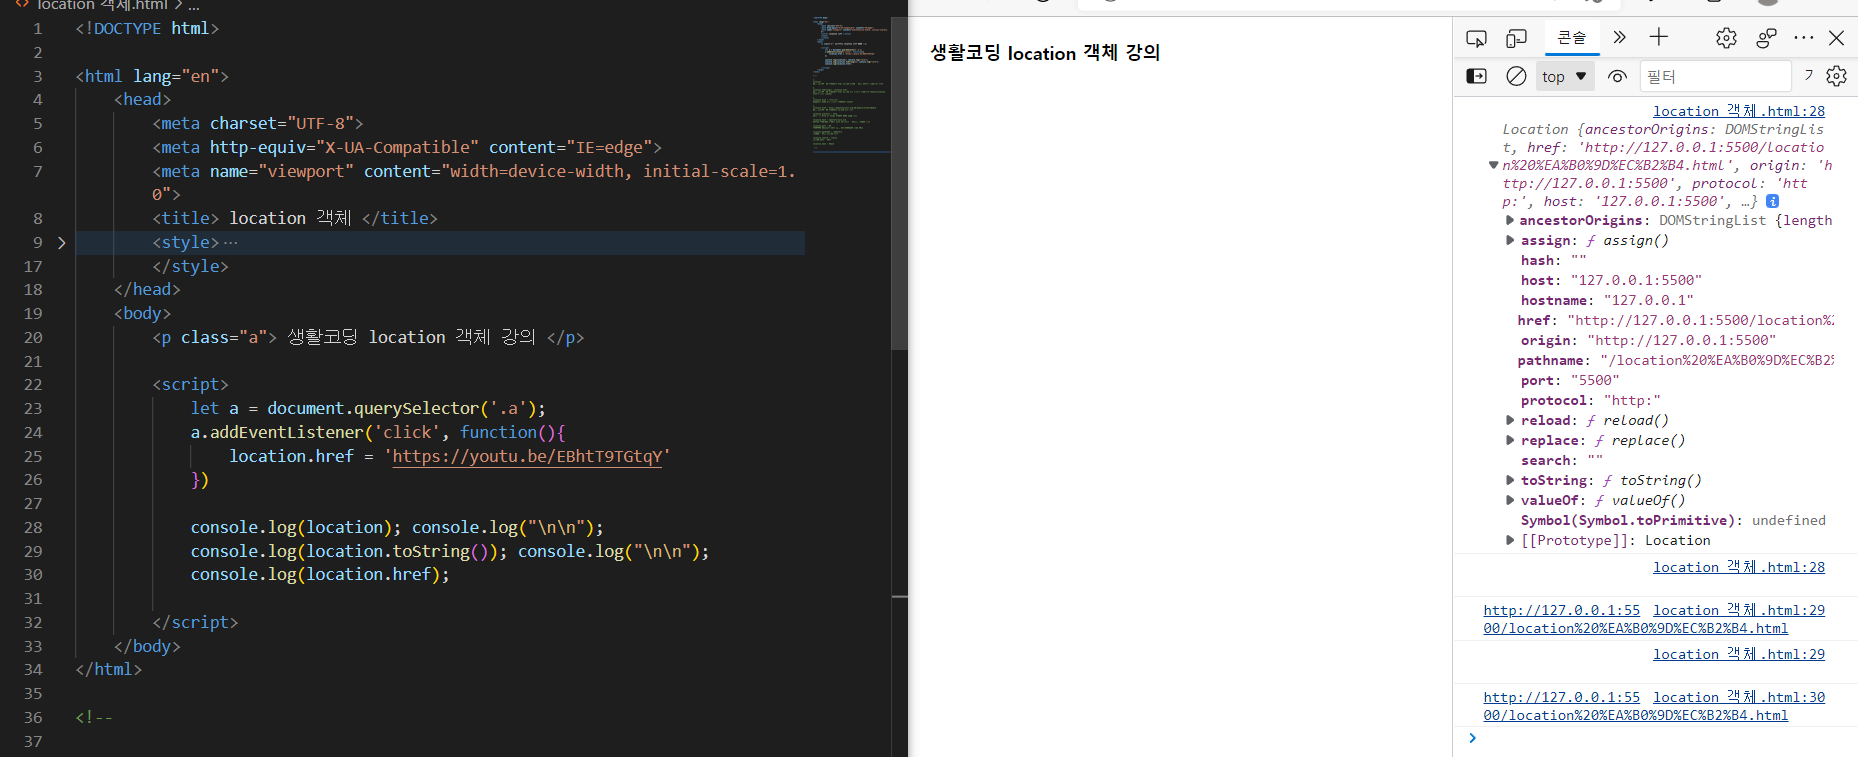 location 객체.html > ...
1 <!DOCTYPE html>
2
3 <html lang="en">
4 <head>
5 <meta charset="UTF-8">
6 <meta http-equiv="X-UA-Compatible" content="IE=edge">
7 <meta name="viewport" content="width=device-width, initial-scale=1.
0">
8 <title> location 객체 </title>
9 <style>…
17 </style>
18 </head>
19 <body>
20 <p class="a"> 생활코딩 location 객체 강의 </p>
21
22 <script>
23 let a = document.querySelector('.a');
24 a.addEventListener('click', function(){
25 location.href = 'https://youtu.be/EBhtT9TGtqY'
26 })
27
28 console.log(location); console.log("\n\n");
29 console.log(location.toString()); console.log("\n\n");
30 console.log(location.href);
31
32 </script>
33 </body>
34 </html>
35
36 <!--
37
생활코딩 location 객체 강의
콘솔
top ▼ 필터
location 객체.html:28
Location {ancestorOrigins: DOMStringLis
t, href: 'http://127.0.0.1:5500/locatio
n%20%EA%B0%9D%EC%B2%B4.html', origin: 'h
ttp://127.0.0.1:5500', protocol: 'htt
p:', host: '127.0.0.1:5500', …} i
ancestorOrigins: DOMStringList {length
assign: ƒ assign()
hash: ""
host: "127.0.0.1:5500"
hostname: "127.0.0.1"
href: "http://127.0.0.1:5500/location%2
origin: "http://127.0.0.1:5500"
pathname: "/location%20%EA%B0%9D%EC%B2%
port: "5500"
protocol: "http:"
reload: ƒ reload()
replace: ƒ replace()
search: ""
toString: ƒ toString()
valueOf: ƒ valueOf()
Symbol(Symbol.toPrimitive): undefined
[[Prototype]]: Location
location 객체.html:28
http://127.0.0.1:55 location 객체.html:29
00/location%20%EA%B0%9D%EC%B2%B4.html
location 객체.html:29
http://127.0.0.1:55 location 객체.html:30
00/location%20%EA%B0%9D%EC%B2%B4.html